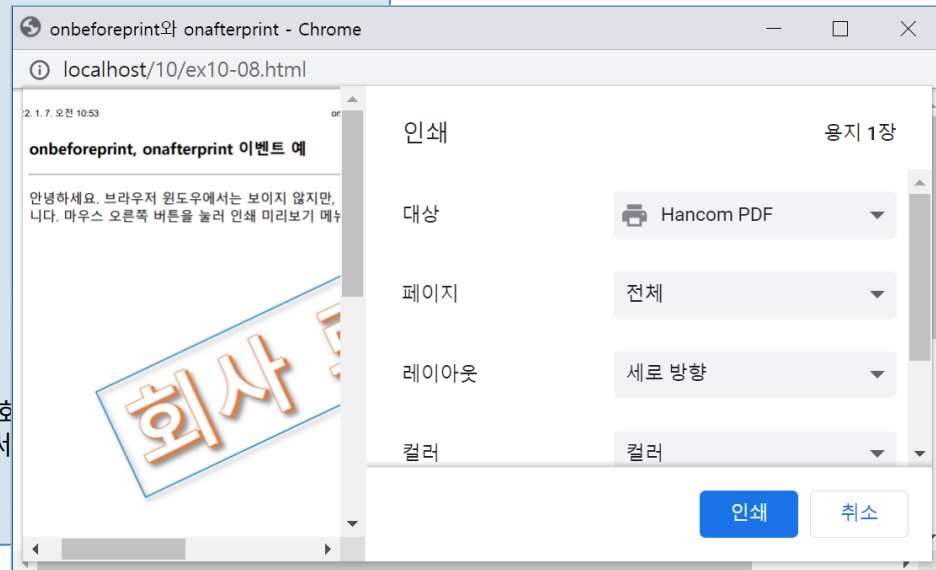 onbeforeprint와 onafterprint - Chrome
localhost/10/ex10-08.html
2. 1. 7. 오전 10:53
onbeforeprint, onafterprint 이벤트 예
안녕하세요. 브라우저 윈도우에서는 보이지 않지만,
니다. 마우스 오른쪽 버튼을 눌러 인쇄 미리보기 메뉴
회사
인쇄
용지 1장
대상
Hancom PDF
페이지
전체
레이아웃
세로 방향
컬러
컬러
인쇄
취소